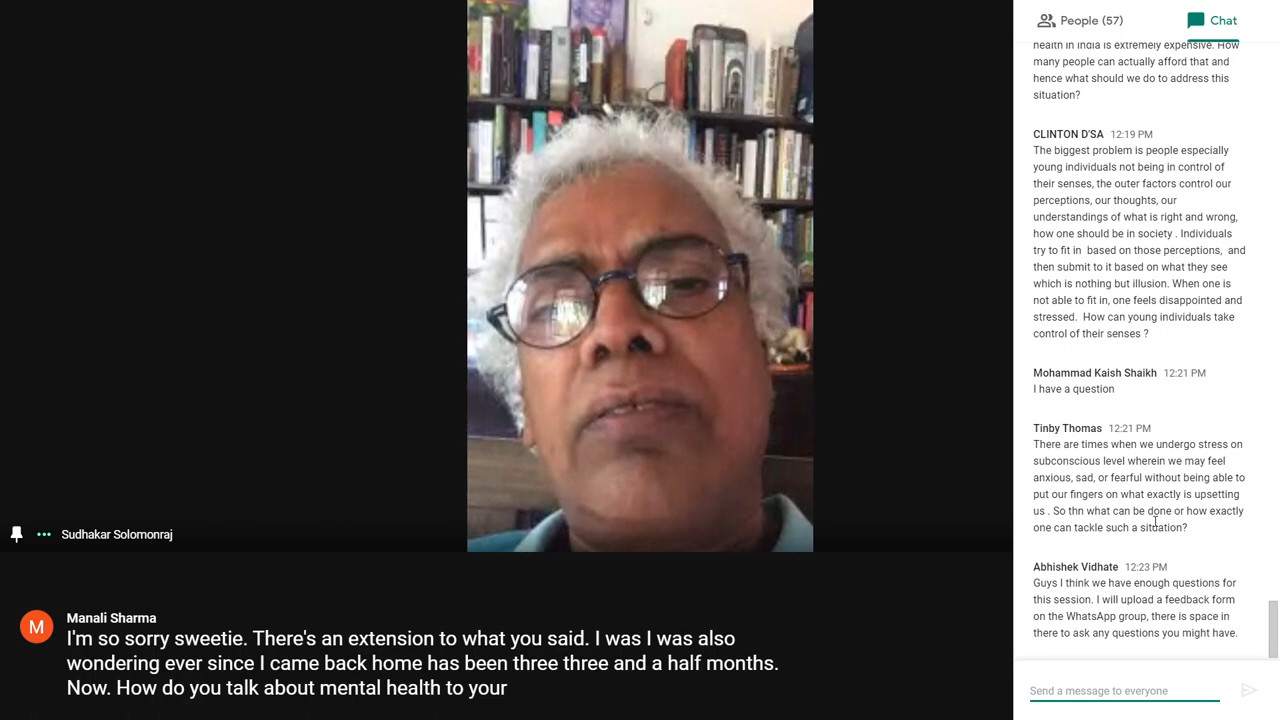 People (57)
Chat
health in India is extremely expensive. How
many people can actually afford that and
hence what should we do to address this
situation?
CLINTON D'SA 12:19 PM
The biggest problem is people especially
young individuals not being in control of
their senses, the outer factors control our
perceptions, our thoughts, our
understandings of what is right and wrong,
how one should be in society . Individuals
try to fit in based on those perceptions, and
then submit to it based on what they see
which is nothing but illusion. When one is
not able to fit in, one feels disappointed and
stressed. How can young individuals take
control of their senses ?
Mohammad Kaish Shaikh 12:21 PM
I have a question
Tinby Thomas 12:21 PM
There are times when we undergo stress on
subconscious level wherein we may feel
anxious, sad, or fearful without being able to
put our fingers on what exactly is upsetting
us . So thn what can be done or how exactly
one can tackle such a situation?
Abhishek Vidhate 12:23 PM
Guys I think we have enough questions for
this session. I will upload a feedback form
on the WhatsApp group, there is space in
there to ask any questions you might have.
Send a message to everyone
Sudhakar Solomonraj
M
Manali Sharma
I'm so sorry sweetie. There's an extension to what you said. I was I was also
wondering ever since I came back home has been three three and a half months.
Now. How do you talk about mental health to your